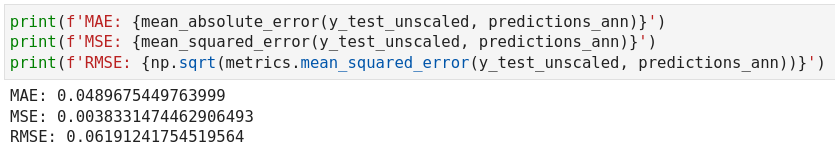 print(f'MAE: {mean_absolute_error(y_test_unscaled, predictions_ann)}')
print(f'MSE: {mean_squared_error(y_test_unscaled, predictions_ann)}')
print(f'RMSE: {np.sqrt(metrics.mean_squared_error(y_test_unscaled, predictions_ann))}')
MAE: 0.0489675449763999
MSE: 0.0038331474462906493
RMSE: 0.06191241754519564